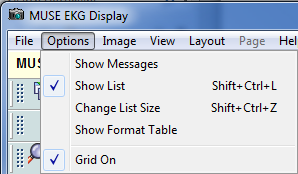 MUSE EKG Display
File Options Image View Layout Page Hel
MUSE
Show Messages
Show List Shift+Ctrl+L
Change List Size Shift+Ctrl+Z
Show Format Table
Grid On